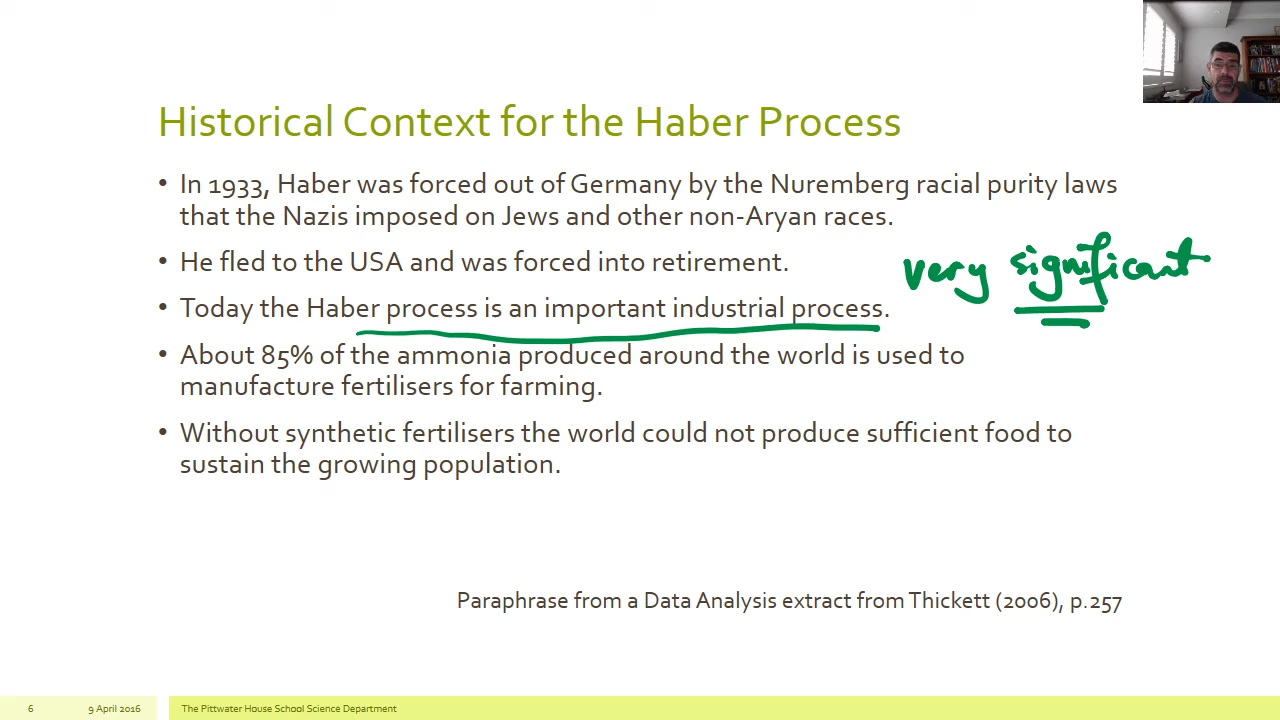 Historical Context for the Haber Process
• In 1933, Haber was forced out of Germany by the Nuremberg racial purity laws
that the Nazis imposed on Jews and other non-Aryan races.
• He fled to the USA and was forced into retirement.
very significant
• Today the Haber process is an important industrial process.
• About 85% of the ammonia produced around the world is used to
manufacture fertilisers for farming.
• Without synthetic fertilisers the world could not produce sufficient food to
sustain the growing population.
Paraphrase from a Data Analysis extract from Thickett (2006), p.257
6 9 April 2016 The Pittwater House School Science Department